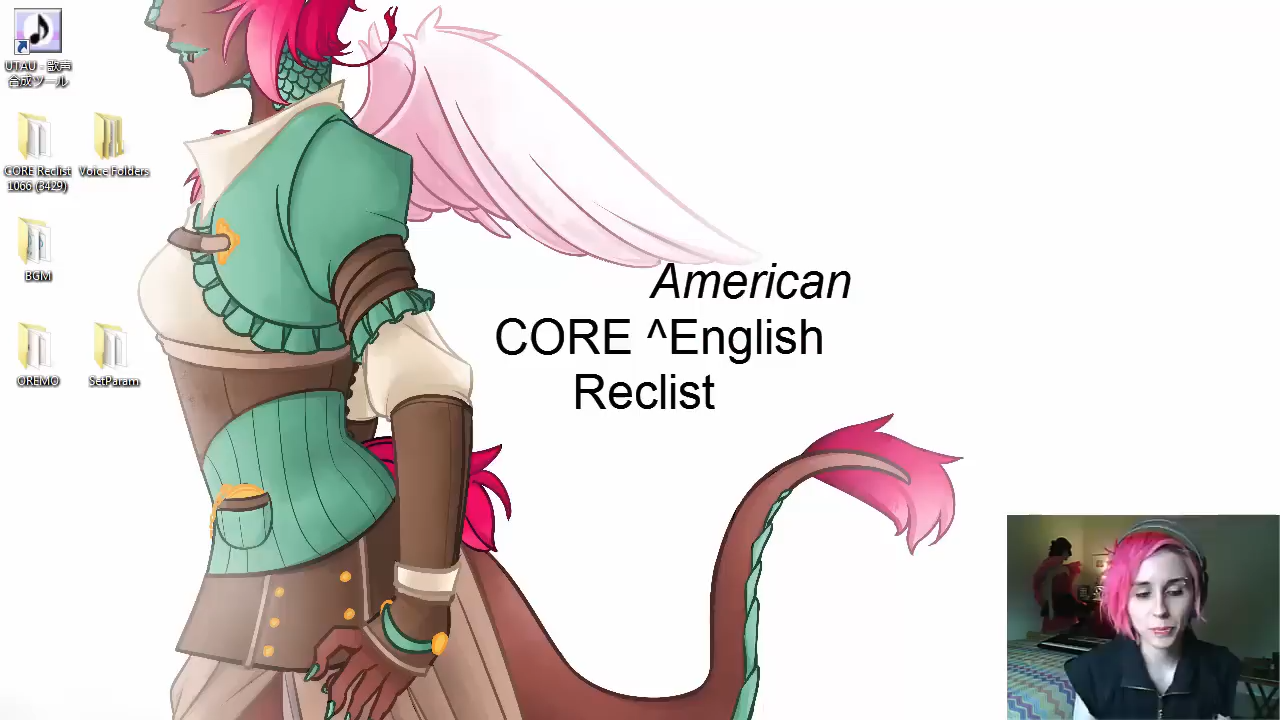 UTAU - 歌声
合成ツール
CORE Reclist
1066 (3429)
Voice Folders
BGM
OREMO
SetParam
American
CORE ^English
Reclist